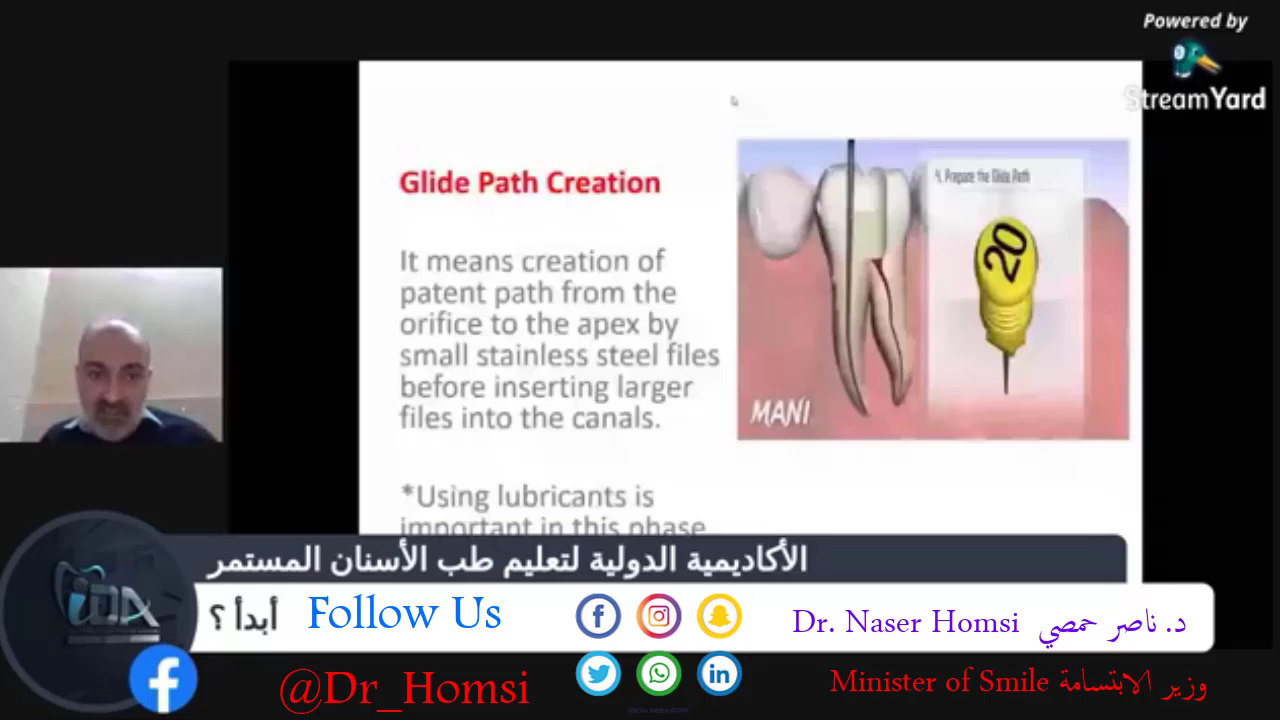 Powered by
StreamYard
Glide Path Creation
It means creation of
patent path from the
orifice to the apex by
small stainless steel files
before inserting larger
files into the canals.
*Using lubricants is
important in this phase
Prepare the Glide Path
20
MANI
الأكاديمية الدولية لتعليم طب الأسنان المستمر
iDA
أبدأ ؟
Follow Us
Dr. Naser Homsi د. ناصر حمصي
@Dr_Homsi
Minister of Smile وزير الابتسامة